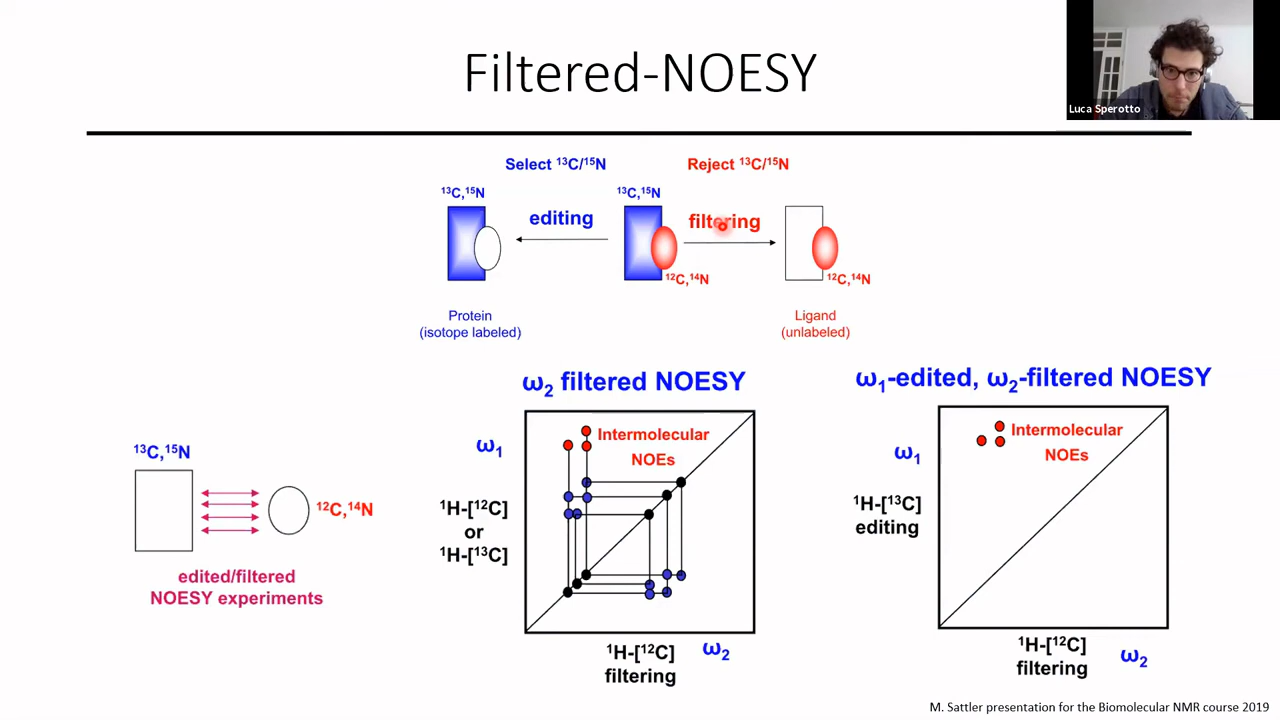 Filtered-NOESY
Luca Sperotto
Select ¹³C/¹⁵N
Reject ¹³C/¹⁵N
¹³C,¹⁵N
¹³C,¹⁵N
editing
filtering
¹²C,¹⁴N
¹²C,¹⁴N
Protein
(isotope labeled)
Ligand
(unlabeled)
ω₂ filtered NOESY
ω₁-edited, ω₂-filtered NOESY
¹³C,¹⁵N
¹²C,¹⁴N
edited/filtered
NOESY experiments
ω₁
¹H-[¹²C]
or
¹H-[¹³C]
Intermolecular
NOEs
¹H-[¹²C]
filtering
ω₂
ω₁
¹H-[¹³C]
editing
Intermolecular
NOEs
¹H-[¹²C]
filtering
ω₂
M. Sattler presentation for the Biomolecular NMR course 2019